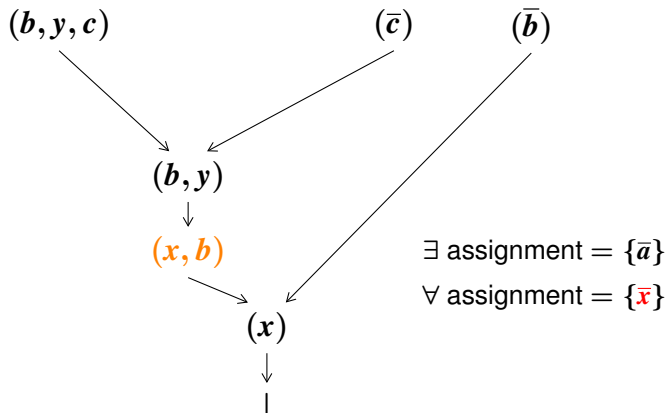 (b, y, c) (c̅) (b̅)
(b, y)
(x, b)
∃ assignment = {a̅}
∀ assignment = {x̅}
(x)
I